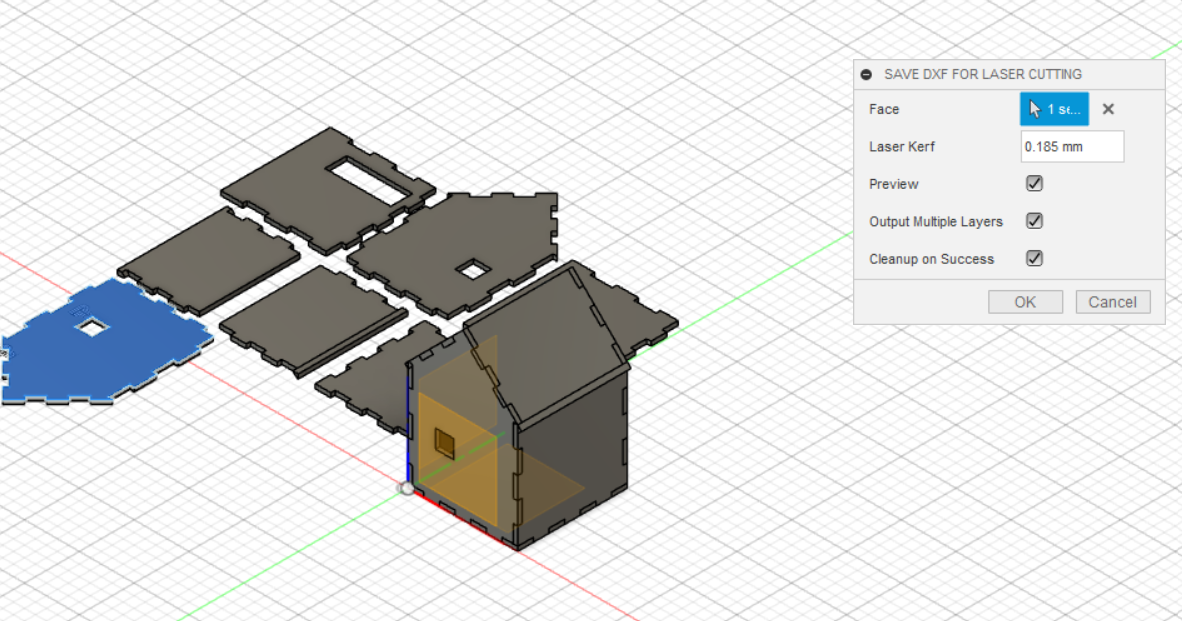 SAVE DXF FOR LASER CUTTING
Face 1 se...
Laser Kerf 0.185 mm
Preview
Output Multiple Layers
Cleanup on Success
OK Cancel